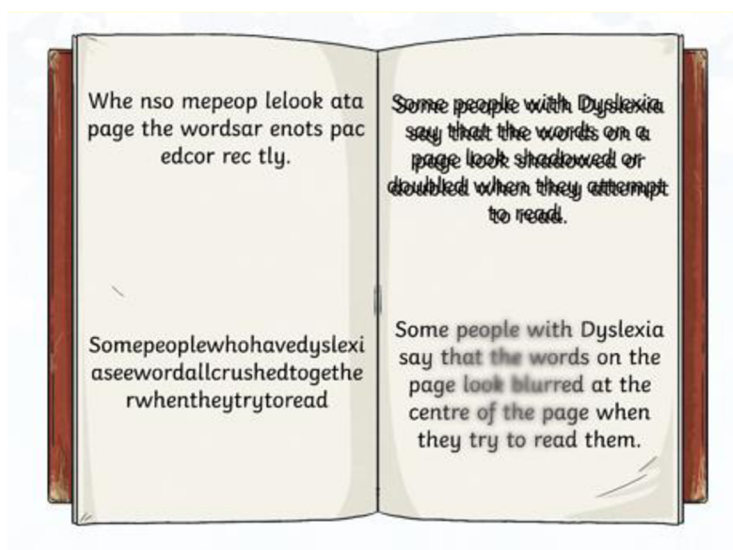 Whe nso mepeop lelook ata
page the wordsar enots pac
edcor rec tly.
Somepeoplewhohavedyslexi
aseewordallcrushedtogethe
rwhentheytrytoread
Some people with Dyslexia
say that the words on a
page look shadowed or
doubled when they attempt
to read.
Some people with Dyslexia
say that the words on the
page look blurred at the
centre of the page when
they try to read them.